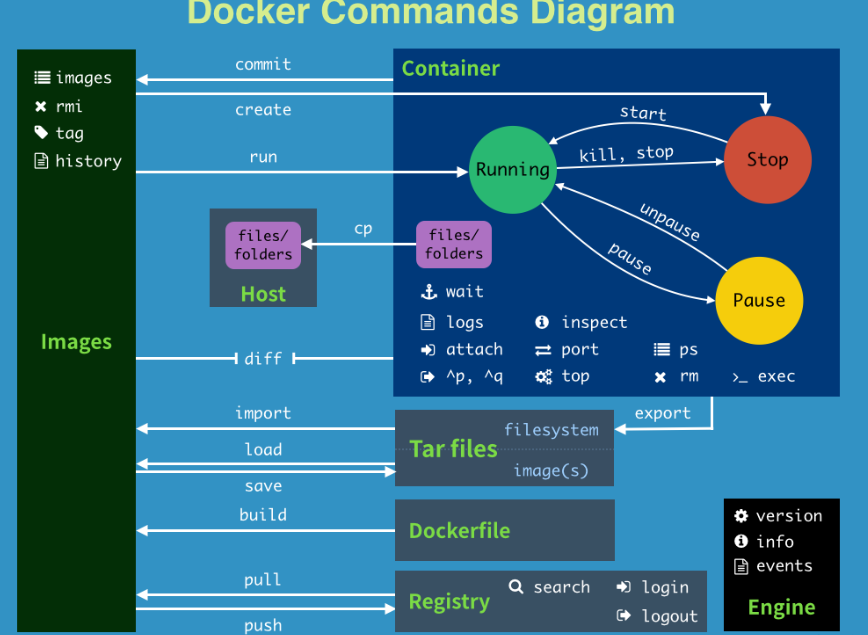 Docker Commands Diagram
images
rmi
tag
history
Images
commit
create
run
Container
start
Running
kill, stop
Stop
unpause
pause
Pause
cp
files/
folders
Host
files/
folders
wait
logs
inspect
attach
port
ps
^p, ^q
top
rm
>_ exec
diff
import
load
save
export
filesystem
Tar files
image(s)
build
Dockerfile
pull
push
Registry
search
login
logout
version
info
events
Engine